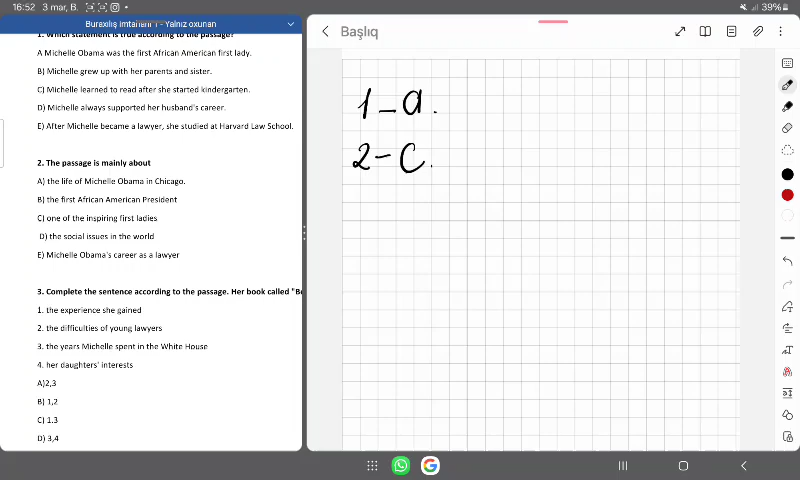 16:52 3 mar, B. 39%
Buraxılış imtahanı 1 - Yalnız oxunan
Başlıq
1. Which statement is true according to the passage?
A Michelle Obama was the first African American first lady.
B) Michelle grew up with her parents and sister.
C) Michelle learned to read after she started kindergarten.
D) Michelle always supported her husband's career.
E) After Michelle became a lawyer, she studied at Harvard Law School.
2. The passage is mainly about
A) the life of Michelle Obama in Chicago.
B) the first African American President
C) one of the inspiring first ladies
D) the social issues in the world
E) Michelle Obama's career as a lawyer
3. Complete the sentence according to the passage. Her book called "Be
1. the experience she gained
2. the difficulties of young lawyers
3. the years Michelle spent in the White House
4. her daughters' interests
A)2,3
B) 1,2
C) 1.3
D) 3,4
1 - a.
2 - C.